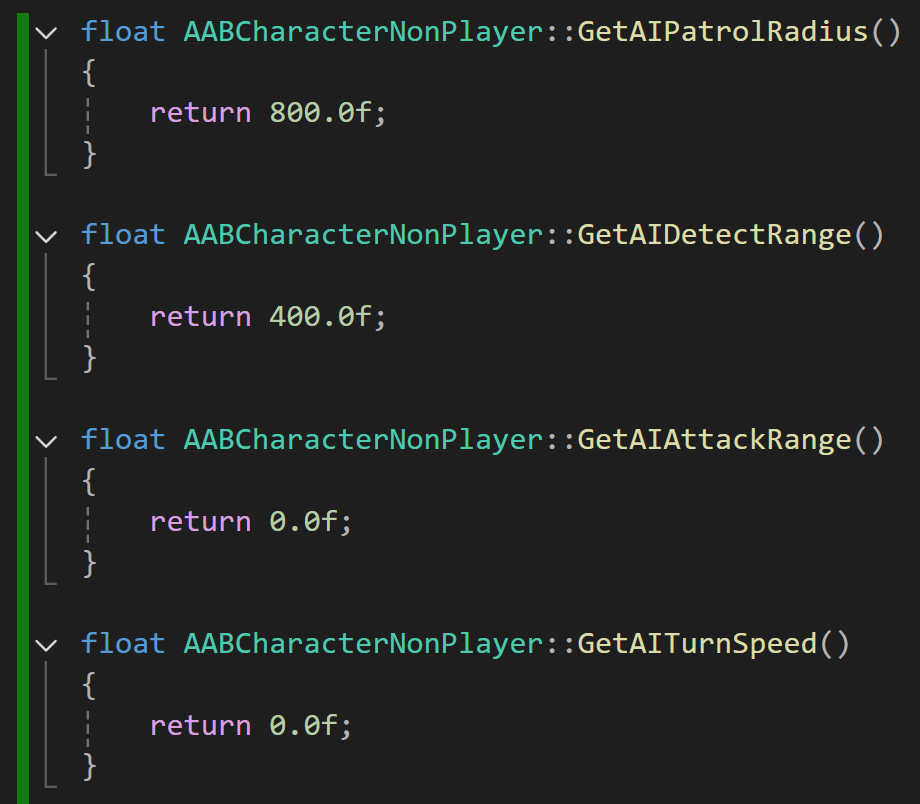 float AABCharacterNonPlayer::GetAIPatrolRadius()
{
    return 800.0f;
}

float AABCharacterNonPlayer::GetAIDetectRange()
{
    return 400.0f;
}

float AABCharacterNonPlayer::GetAIAttackRange()
{
    return 0.0f;
}

float AABCharacterNonPlayer::GetAITurnSpeed()
{
    return 0.0f;
}